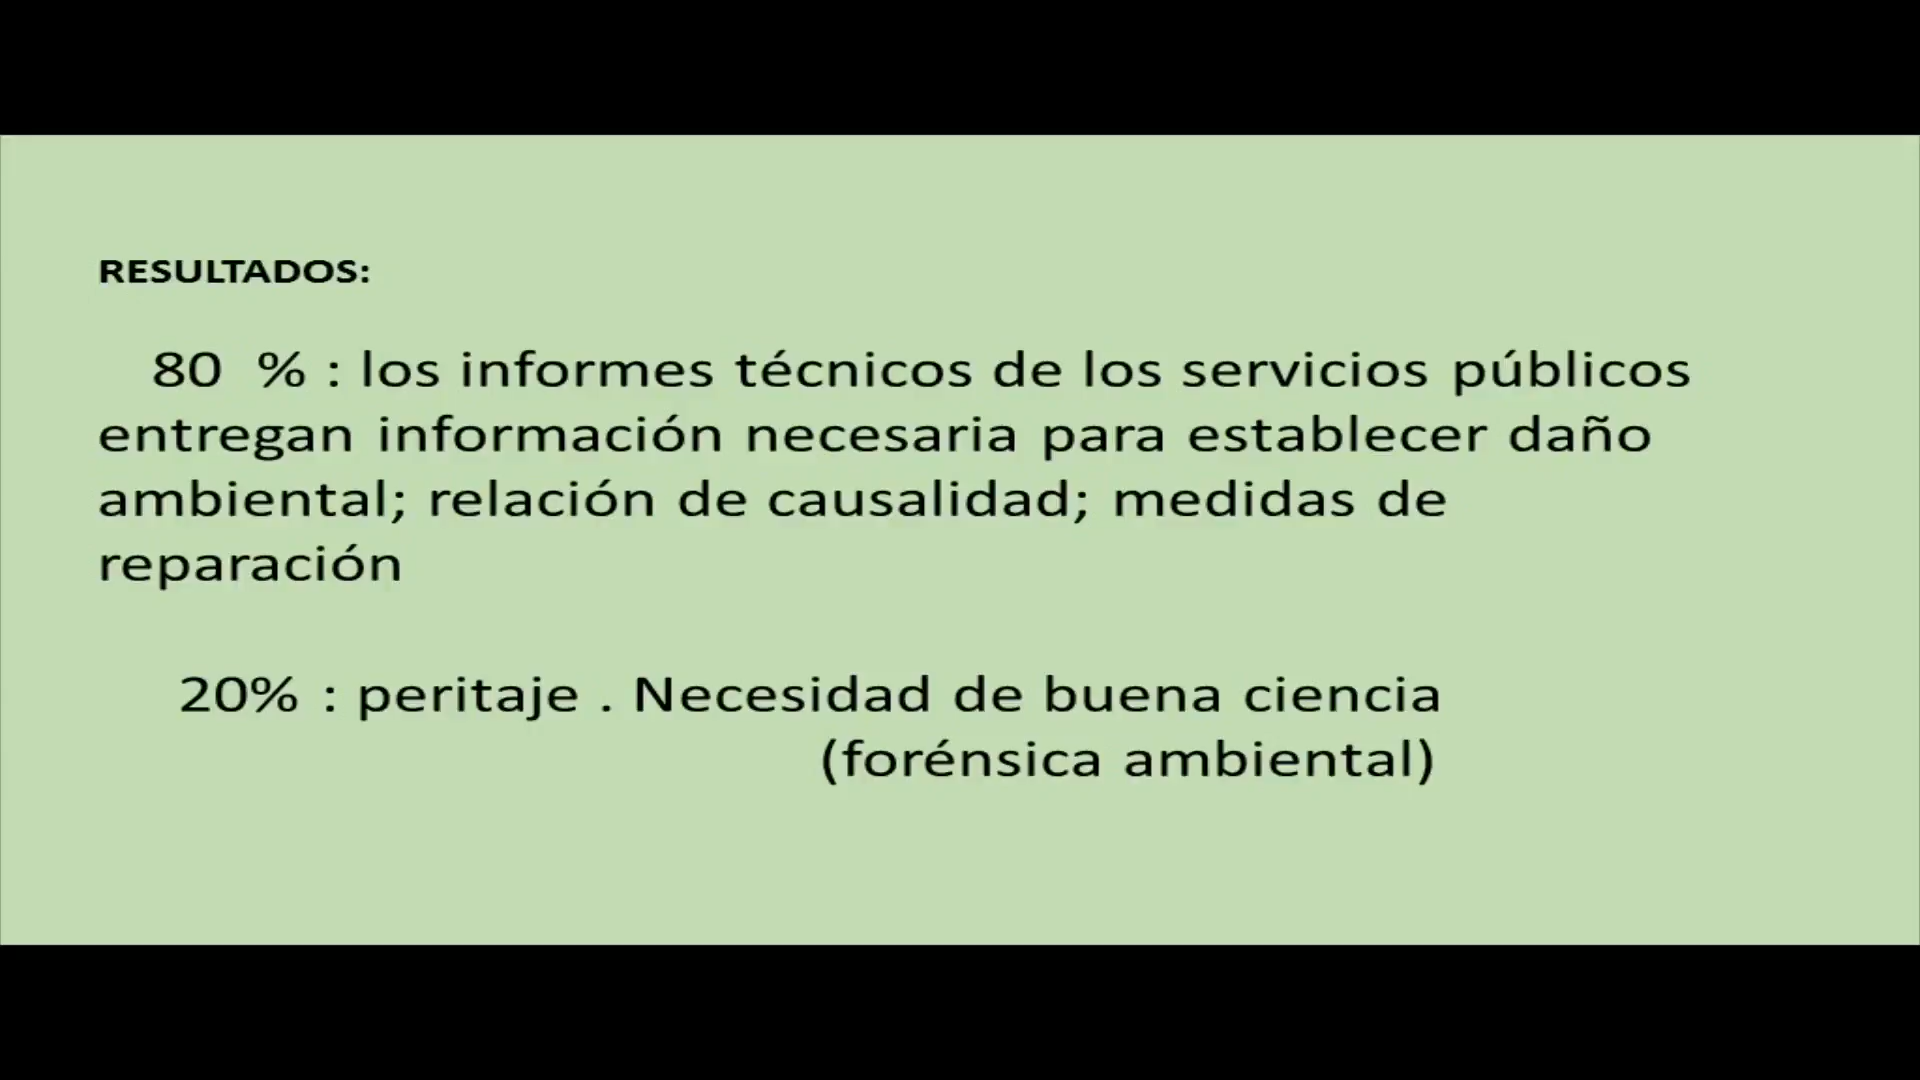 RESULTADOS:
80 % : los informes técnicos de los servicios públicos
entregan información necesaria para establecer daño
ambiental; relación de causalidad; medidas de
reparación
20% : peritaje . Necesidad de buena ciencia
(forénsica ambiental)